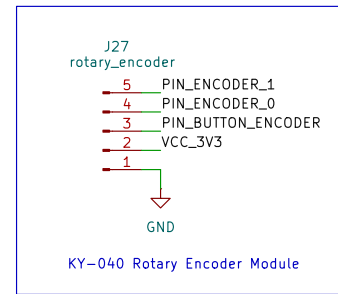 J27
rotary_encoder
5 PIN_ENCODER_1
4 PIN_ENCODER_0
3 PIN_BUTTON_ENCODER
2 VCC_3V3
1
GND
KY-040 Rotary Encoder Module